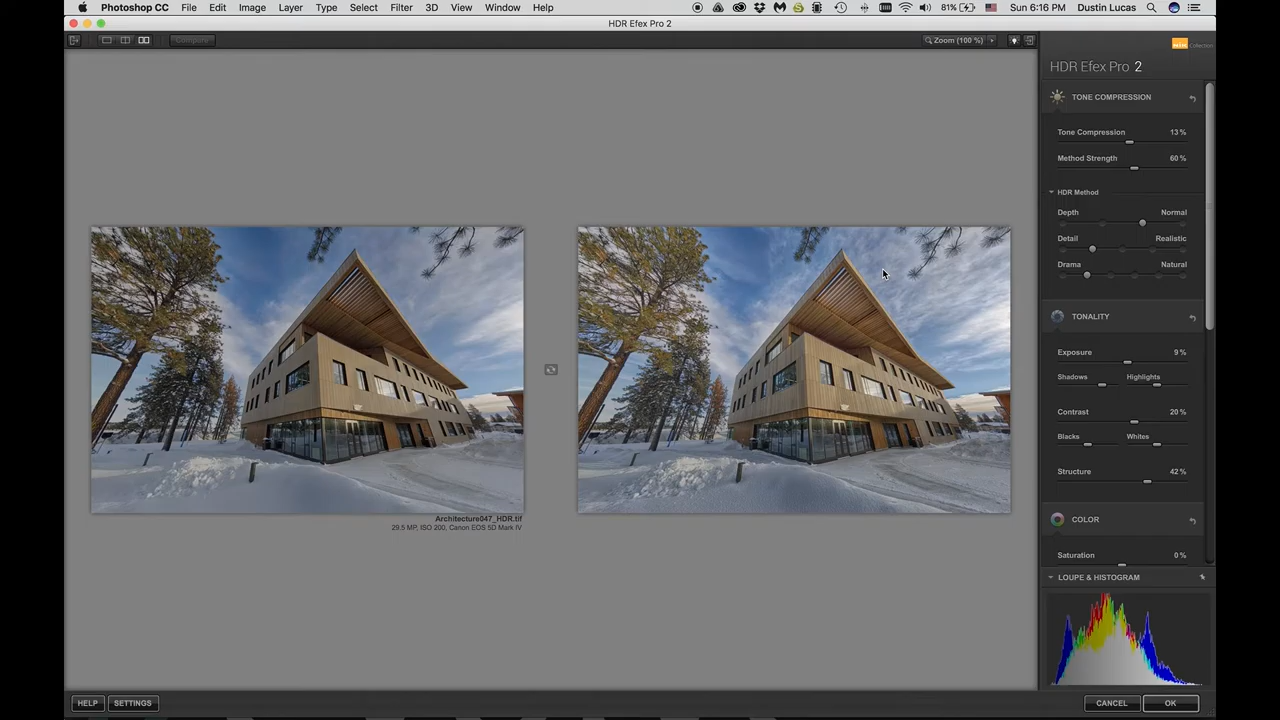 Photoshop CC File Edit Image Layer Type Select Filter 3D View Window Help 81% Sun 6:16 PM Dustin Lucas
HDR Efex Pro 2
Compare Zoom (100 %)
nik Collection
HDR Efex Pro 2
TONE COMPRESSION
Tone Compression 13 %
Method Strength 60 %
HDR Method
Depth Normal
Detail Realistic
Drama Natural
TONALITY
Exposure 9 %
Shadows Highlights
Contrast 20 %
Blacks Whites
Structure 42 %
COLOR
Saturation 0 %
LOUPE & HISTOGRAM
Architecture047_HDR.tif
29.5 MP, ISO 200, Canon EOS 5D Mark IV
HELP SETTINGS CANCEL OK